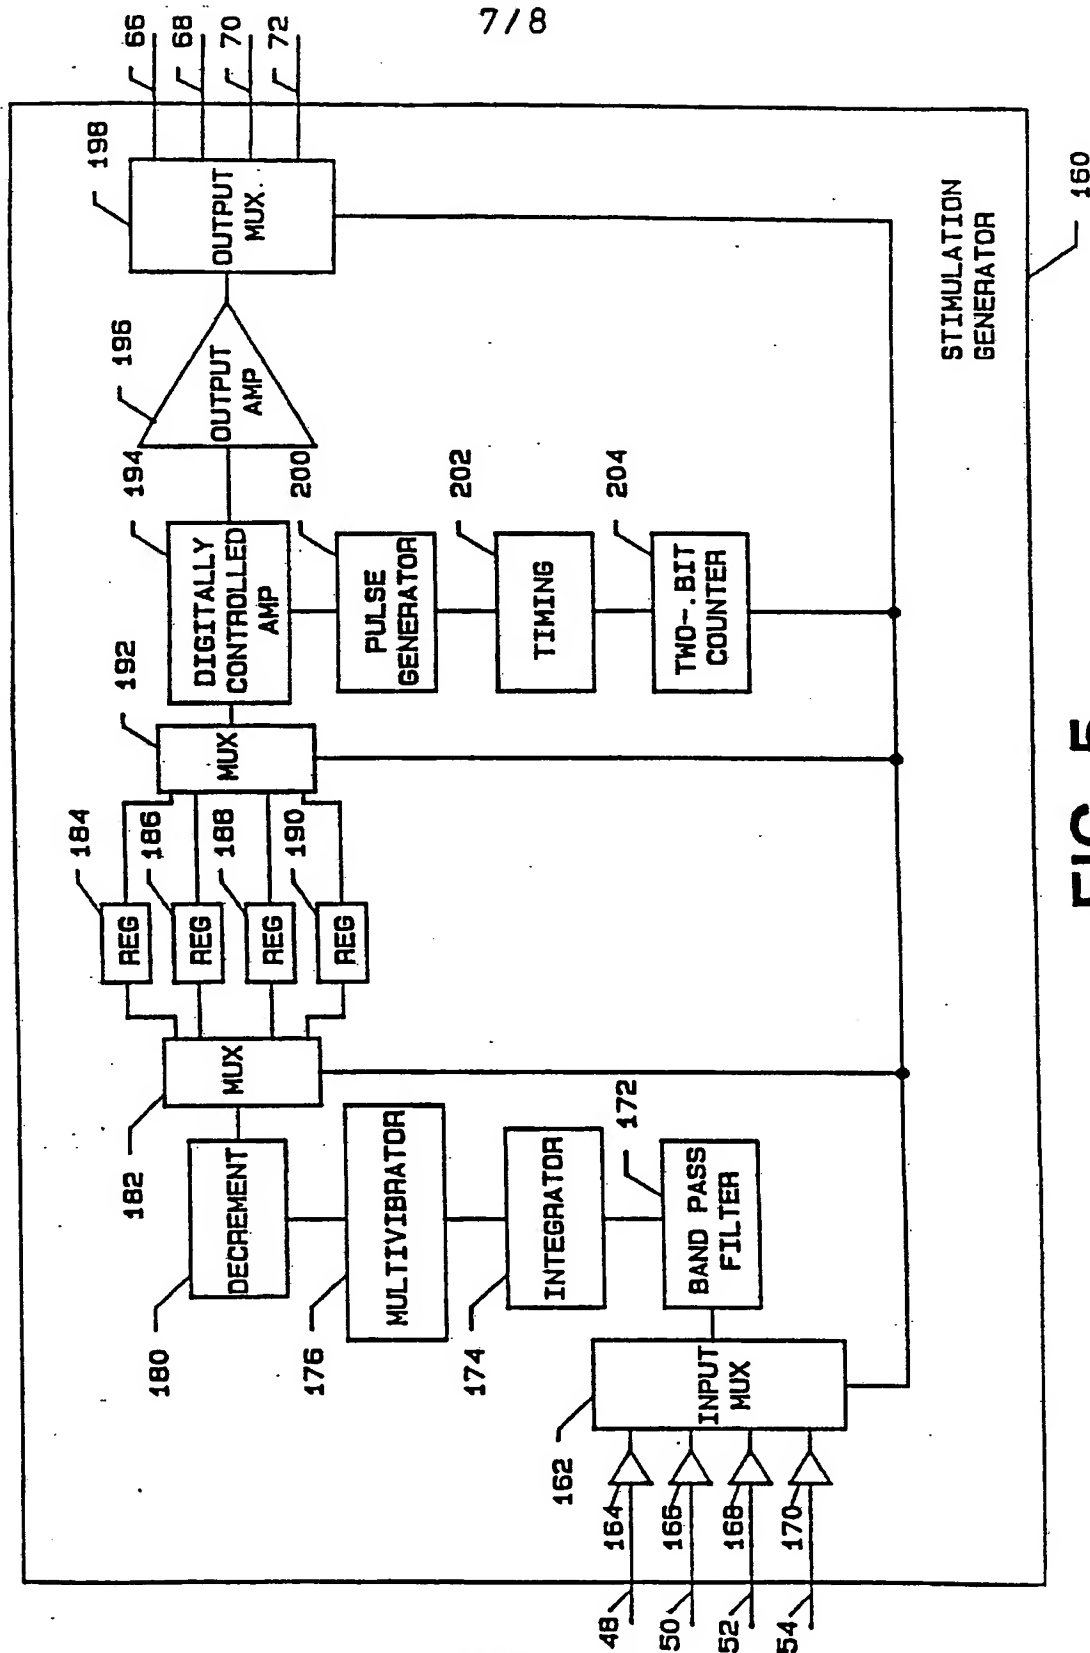 7/8
66
68
70
72
198
OUTPUT
MUX.
196
OUTPUT
AMP
194
DIGITALLY
CONTROLLED
AMP
200
PULSE
GENERATOR
202
TIMING
204
TWO-.BIT
COUNTER
192
MUX
184
REG
186
REG
188
REG
190
REG
182
MUX
180
DECREMENT
176
MULTIVIBRATOR
174
INTEGRATOR
172
BAND PASS
FILTER
162
INPUT
MUX
164
166
168
170
48
50
52
54
STIMULATION
GENERATOR
160
FIG. 5